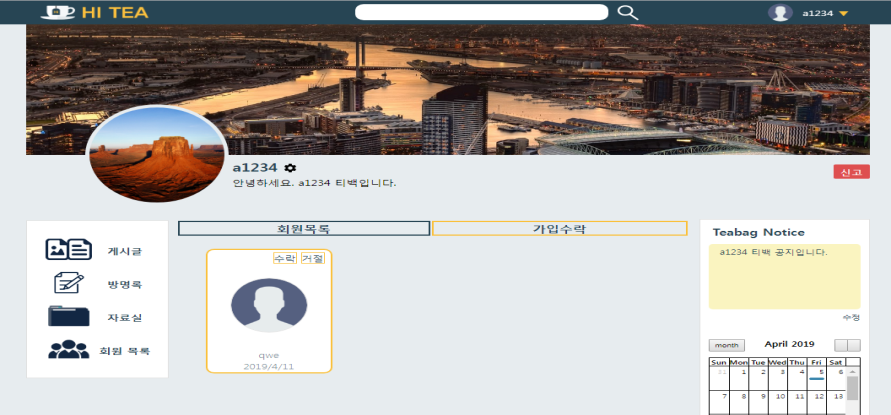 HI TEA
a1234
a1234
안녕하세요. a1234 티백입니다.
신고
게시글
방명록
자료실
회원 목록
회원목록
가입수락
수락 거절
qwe
2019/4/11
Teabag Notice
a1234 티백 공지입니다.
수정
month
April 2019
Sun Mon Tue Wed Thu Fri Sat
31 1 2 3 4 5 6
7 8 9 10 11 12 13